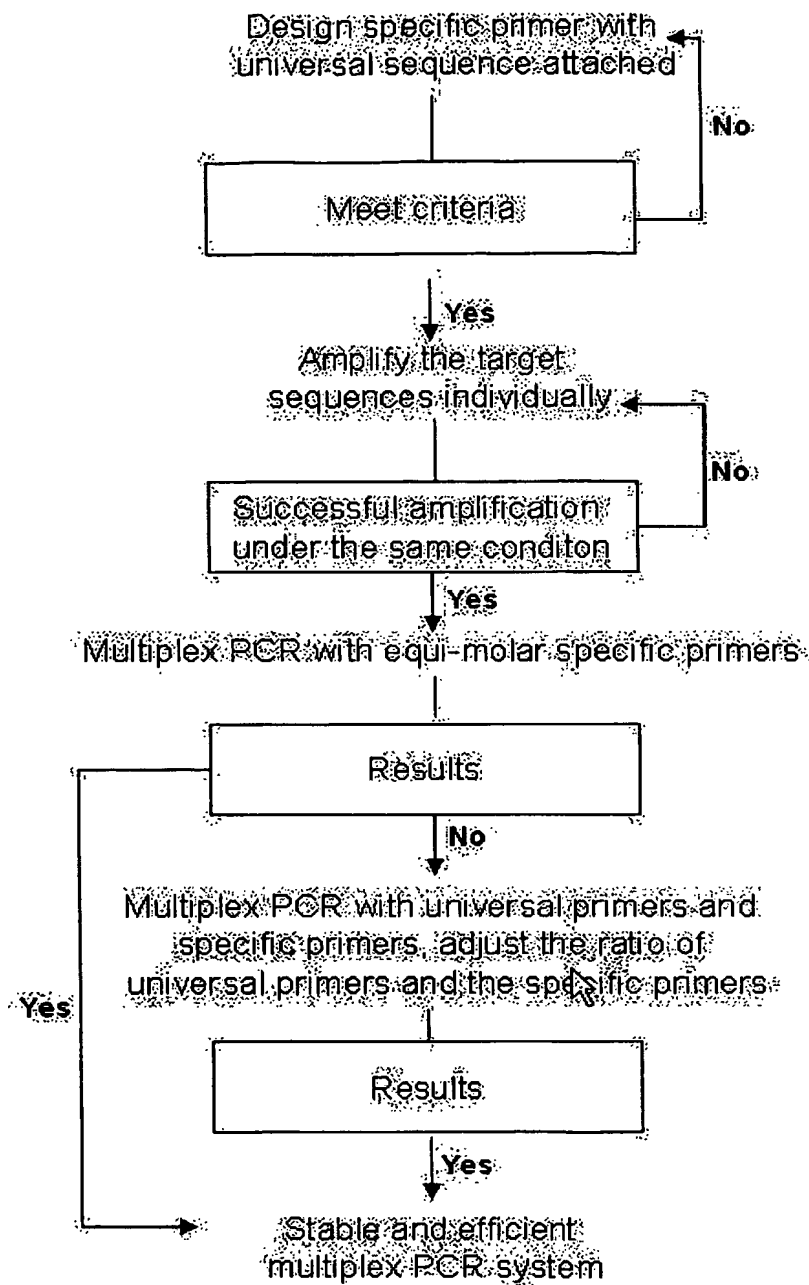 Design specific primer with
universal sequence attached
No
Meet criteria
Yes
Amplify the target
sequences individually
No
Successful amplification
under the same conditon
Yes
Multiplex PCR with equi-molar specific primers
Results
No
Multiplex PCR with universal primers and
specific primers, adjust the ratio of
universal primers and the specific primers
Yes
Results
Yes
Stable and efficient
multiplex PCR system